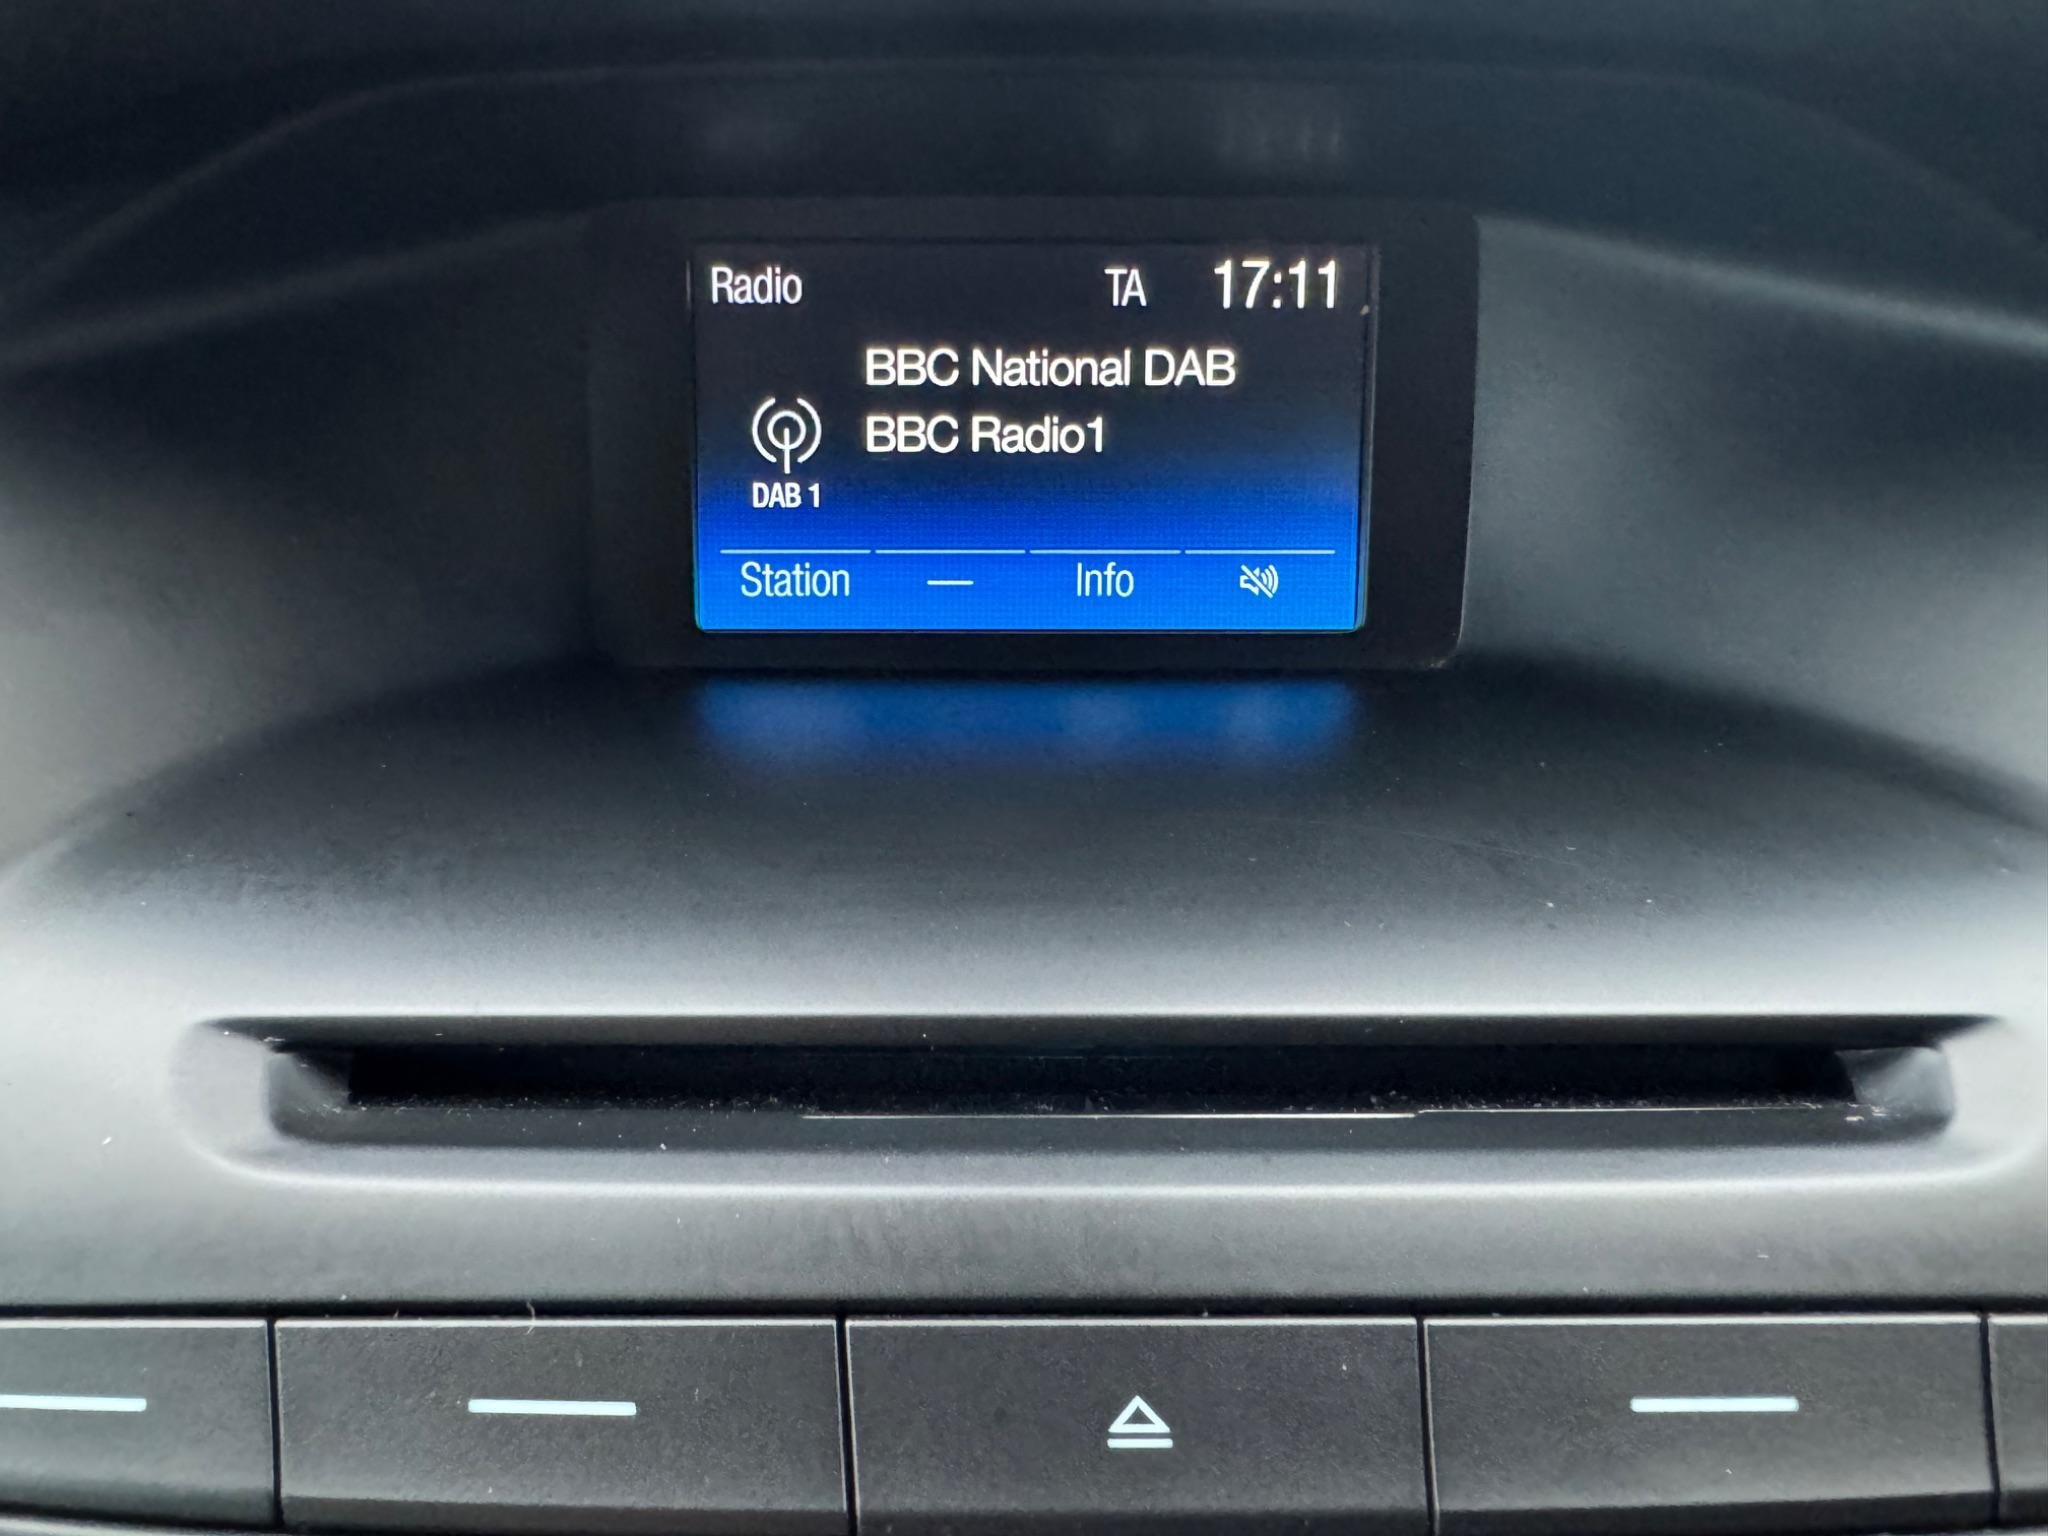 Radio TA 17:11
BBC National DAB
BBC Radio1
DAB 1
Station — Info